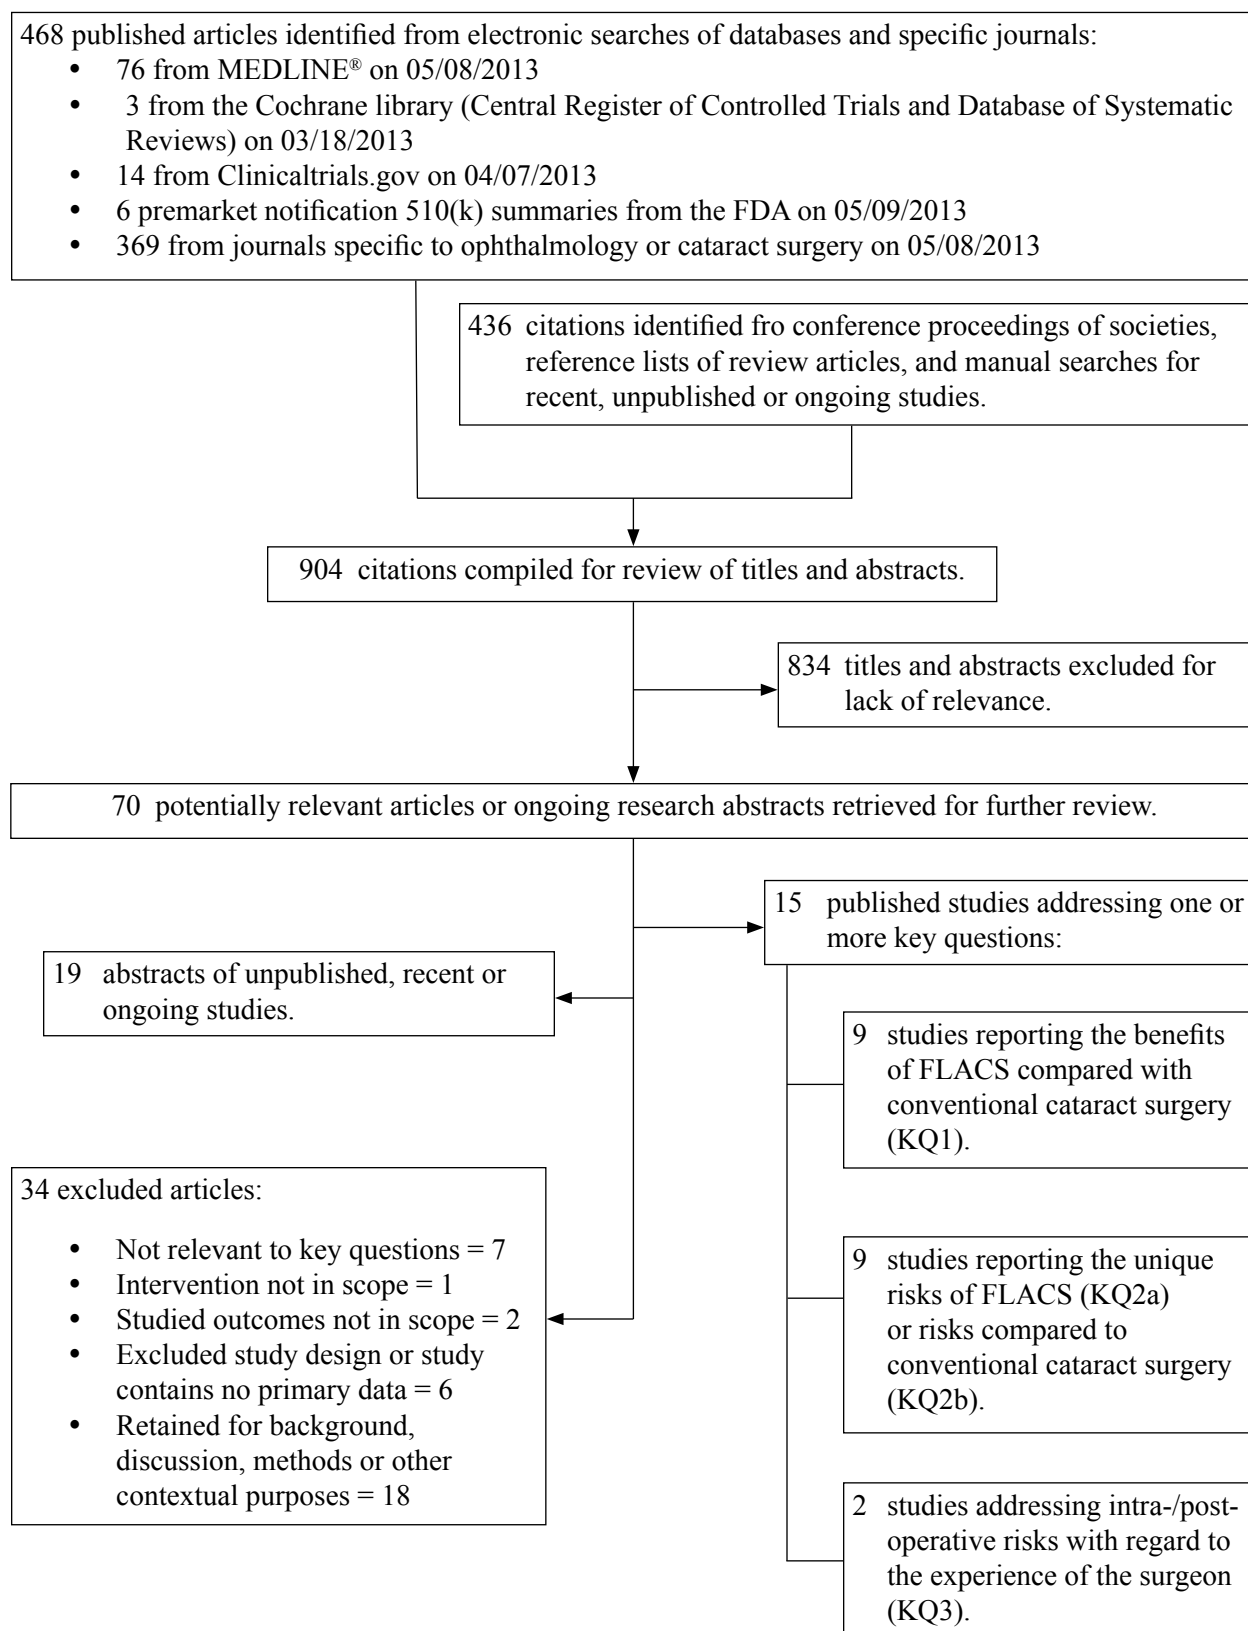 468 published articles identified from electronic searches of databases and specific journals:
• 76 from MEDLINE® on 05/08/2013
• 3 from the Cochrane library (Central Register of Controlled Trials and Database of Systematic
Reviews) on 03/18/2013
• 14 from Clinicaltrials.gov on 04/07/2013
• 6 premarket notification 510(k) summaries from the FDA on 05/09/2013
• 369 from journals specific to ophthalmology or cataract surgery on 05/08/2013
436 citations identified fro conference proceedings of societies,
reference lists of review articles, and manual searches for
recent, unpublished or ongoing studies.
904 citations compiled for review of titles and abstracts.
834 titles and abstracts excluded for
lack of relevance.
70 potentially relevant articles or ongoing research abstracts retrieved for further review.
15 published studies addressing one or
more key questions:
19 abstracts of unpublished, recent or
ongoing studies.
9 studies reporting the benefits
of FLACS compared with
conventional cataract surgery
(KQ1).
34 excluded articles:
• Not relevant to key questions = 7
• Intervention not in scope = 1
• Studied outcomes not in scope = 2
• Excluded study design or study
contains no primary data = 6
• Retained for background,
discussion, methods or other
contextual purposes = 18
9 studies reporting the unique
risks of FLACS (KQ2a)
or risks compared to
conventional cataract surgery
(KQ2b).
2 studies addressing intra-/post-
operative risks with regard to
the experience of the surgeon
(KQ3).